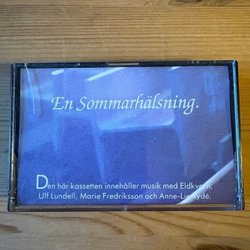 En Sommarhälsning.
Den här kassetten innehåller musik med Eldkvarn,
Ulf Lundell, Marie Fredriksson och Anne-Lie Rydé.